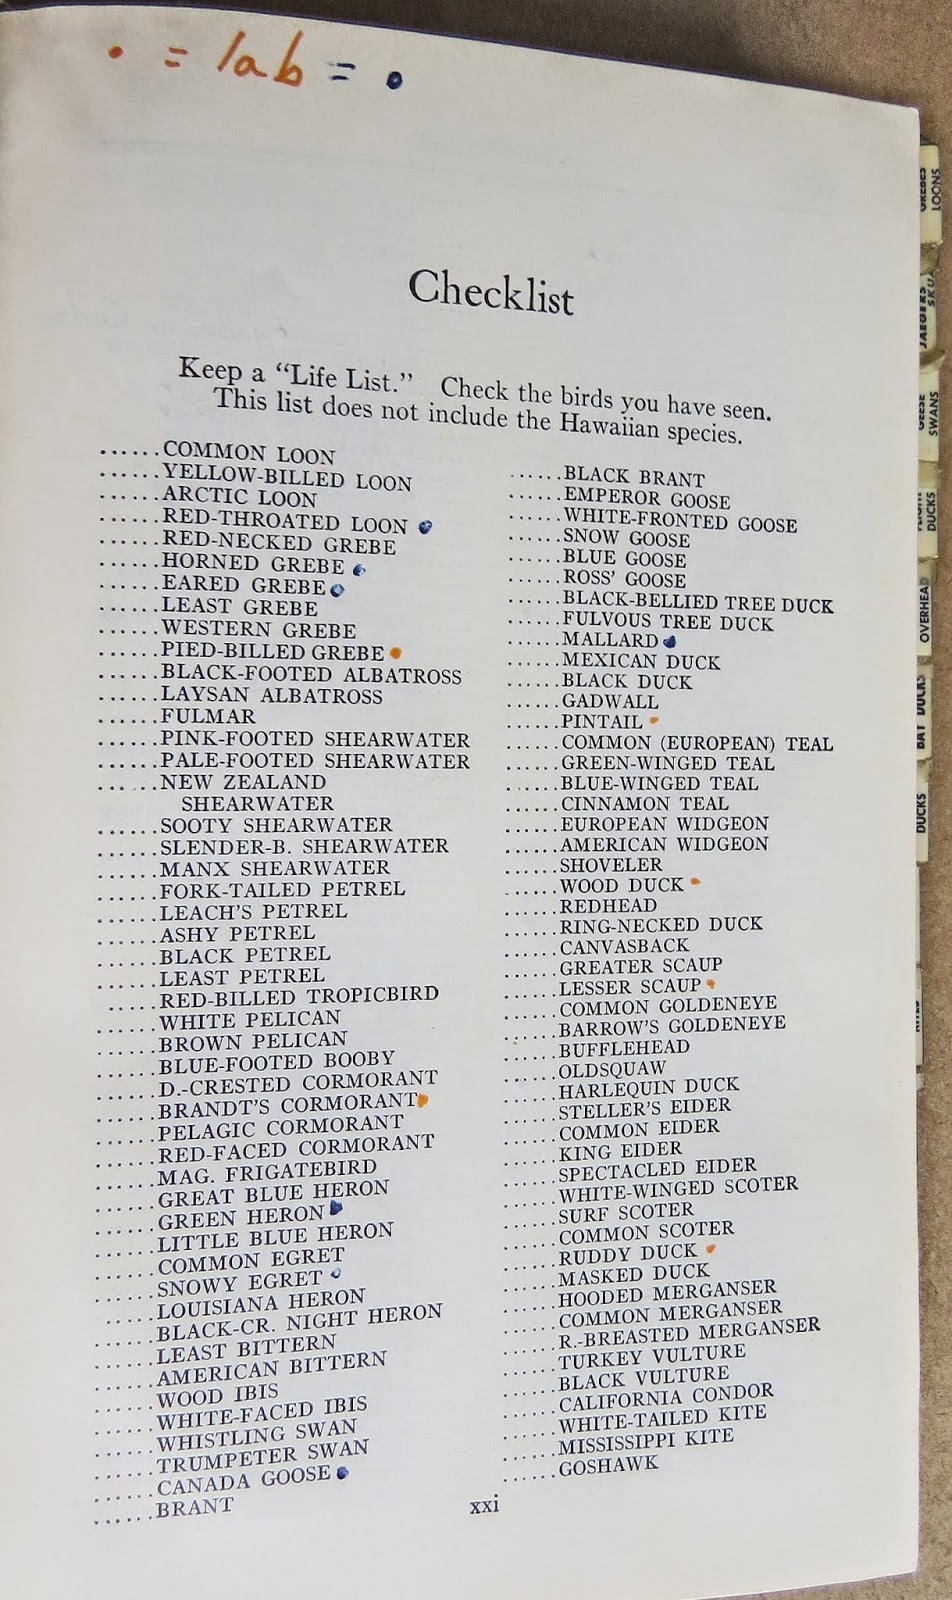 • = lab = •
Checklist
Keep a "Life List." Check the birds you have seen.
This list does not include the Hawaiian species.
......COMMON LOON
......YELLOW-BILLED LOON
......ARCTIC LOON
......RED-THROATED LOON
......RED-NECKED GREBE
......HORNED GREBE
......EARED GREBE
......LEAST GREBE
......WESTERN GREBE
......PIED-BILLED GREBE
......BLACK-FOOTED ALBATROSS
......LAYSAN ALBATROSS
......FULMAR
......PINK-FOOTED SHEARWATER
......PALE-FOOTED SHEARWATER
......NEW ZEALAND
SHEARWATER
......SOOTY SHEARWATER
......SLENDER-B. SHEARWATER
......MANX SHEARWATER
......FORK-TAILED PETREL
......LEACH'S PETREL
......ASHY PETREL
......BLACK PETREL
......LEAST PETREL
......RED-BILLED TROPICBIRD
......WHITE PELICAN
......BROWN PELICAN
......BLUE-FOOTED BOOBY
......D.-CRESTED CORMORANT
......BRANDT'S CORMORANT
......PELAGIC CORMORANT
......RED-FACED CORMORANT
......MAG. FRIGATEBIRD
......GREAT BLUE HERON
......GREEN HERON
......LITTLE BLUE HERON
......COMMON EGRET
......SNOWY EGRET
......LOUISIANA HERON
......BLACK-CR. NIGHT HERON
......LEAST BITTERN
......AMERICAN BITTERN
......WOOD IBIS
......WHITE-FACED IBIS
......WHISTLING SWAN
......TRUMPETER SWAN
......CANADA GOOSE
......BRANT
......BLACK BRANT
......EMPEROR GOOSE
......WHITE-FRONTED GOOSE
......SNOW GOOSE
......BLUE GOOSE
......ROSS' GOOSE
......BLACK-BELLIED TREE DUCK
......FULVOUS TREE DUCK
......MALLARD
......MEXICAN DUCK
......BLACK DUCK
......GADWALL
......PINTAIL
......COMMON (EUROPEAN) TEAL
......GREEN-WINGED TEAL
......BLUE-WINGED TEAL
......CINNAMON TEAL
......EUROPEAN WIDGEON
......AMERICAN WIDGEON
......SHOVELER
......WOOD DUCK
......REDHEAD
......RING-NECKED DUCK
......CANVASBACK
......GREATER SCAUP
......LESSER SCAUP
......COMMON GOLDENEYE
......BARROW'S GOLDENEYE
......BUFFLEHEAD
......OLDSQUAW
......HARLEQUIN DUCK
......STELLER'S EIDER
......COMMON EIDER
......KING EIDER
......SPECTACLED EIDER
......WHITE-WINGED SCOTER
......SURF SCOTER
......COMMON SCOTER
......RUDDY DUCK
......MASKED DUCK
......HOODED MERGANSER
......COMMON MERGANSER
......R.-BREASTED MERGANSER
......TURKEY VULTURE
......BLACK VULTURE
......CALIFORNIA CONDOR
......WHITE-TAILED KITE
......MISSISSIPPI KITE
......GOSHAWK
xxi
GREBES
LOONS
JAEGERS
GEESE
SWANS
DUCKS
OVERHEAD
BAY DUCKS
DUCKS